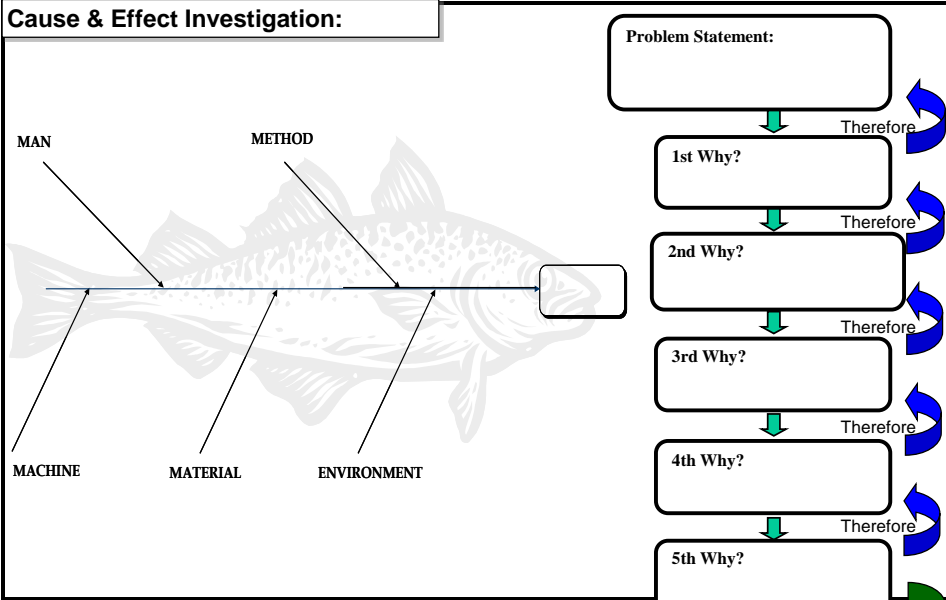 Cause & Effect Investigation:
MAN
METHOD
MACHINE
MATERIAL
ENVIRONMENT
Problem Statement:
Therefore
1st Why?
Therefore
2nd Why?
Therefore
3rd Why?
Therefore
4th Why?
Therefore
5th Why?